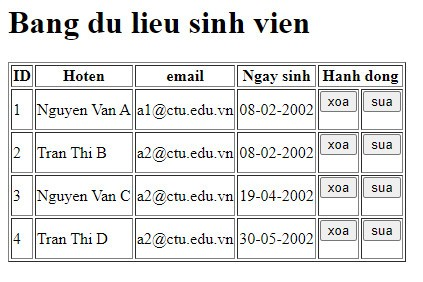 Bang du lieu sinh vien
ID Hoten email Ngay sinh Hanh dong
1 Nguyen Van A a1@ctu.edu.vn 08-02-2002 xoa sua
2 Tran Thi B a2@ctu.edu.vn 08-02-2002 xoa sua
3 Nguyen Van C a2@ctu.edu.vn 19-04-2002 xoa sua
4 Tran Thi D a2@ctu.edu.vn 30-05-2002 xoa sua